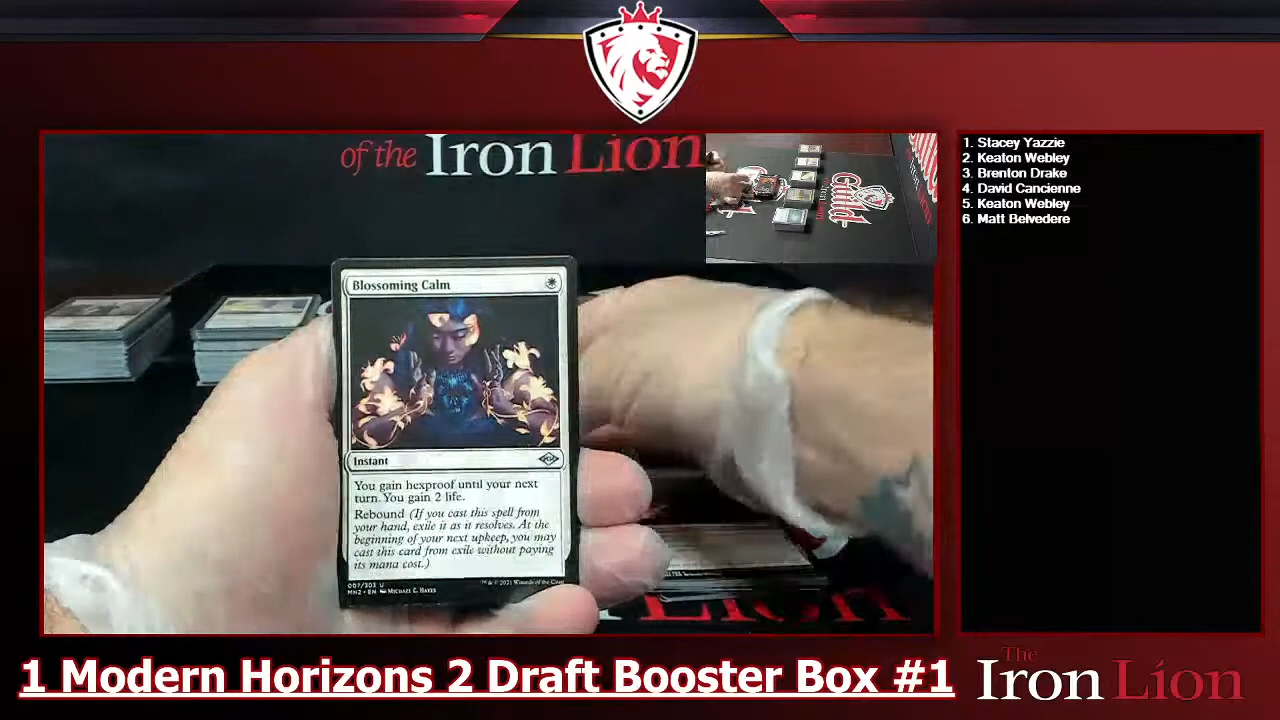 of the Iron Lion
Guild
1. Stacey Yazzie
2. Keaton Webley
3. Brenton Drake
4. David Cancienne
5. Keaton Webley
6. Matt Belvedere
Blossoming Calm
Instant
You gain hexproof until your next
turn. You gain 2 life.
Rebound (If you cast this spell from
your hand, exile it as it resolves. At the
beginning of your next upkeep, you may
cast this card from exile without paying
its mana cost.)
007/303 U
MH2 • EN MICHAEL C. HAYES
™ & © 2021 Wizards of the Coast
Lion
1 Modern Horizons 2 Draft Booster Box #1
The
Iron Lion